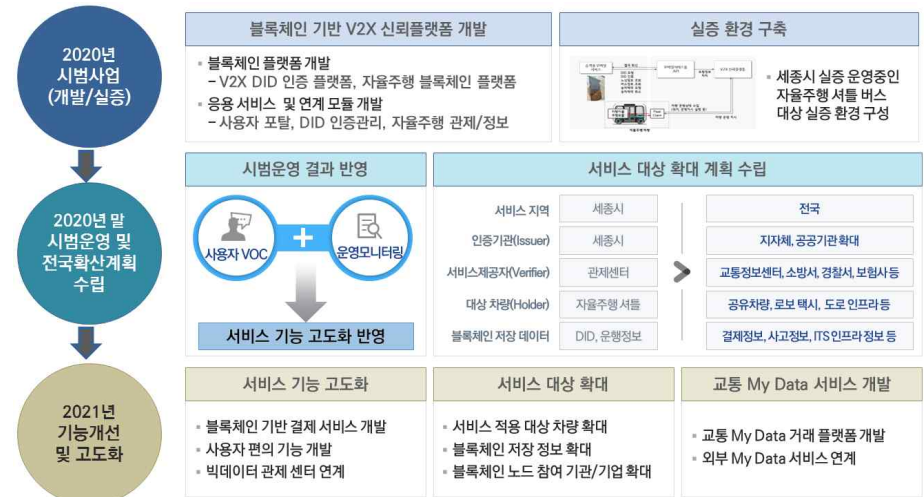 2020년
시범사업
(개발/실증)
블록체인 기반 V2X 신뢰플랫폼 개발
▪ 블록체인 플랫폼 개발
– V2X DID 인증 플랫폼, 자율주행 블록체인 플랫폼
▪ 응용 서비스 및 연계 모듈 개발
– 사용자 포탈, DID 인증관리, 자율주행 관제/정보
실증 환경 구축
▪ 세종시 실증 운영중인
자율주행 셔틀 버스
대상 실증 환경 구성
2020년 말
시범운영 및
전국확산계획
수립
시범운영 결과 반영
사용자 VOC
운영모니터링
서비스 기능 고도화 반영
서비스 대상 확대 계획 수립
서비스 지역 세종시 > 전국
인증기관(Issuer) 세종시 지자체, 공공기관 확대
서비스제공자(Verifier) 관제센터 교통정보센터, 소방서, 경찰서, 보험사 등
대상 차량(Holder) 자율주행 셔틀 공유차량, 로보 택시, 도로 인프라 등
블록체인 저장 데이터 DID, 운행정보 결제정보, 사고정보, ITS 인프라 정보 등
2021년
기능개선
및 고도화
서비스 기능 고도화
▪ 블록체인 기반 결제 서비스 개발
▪ 사용자 편의 기능 개발
▪ 빅데이터 관제 센터 연계
서비스 대상 확대
▪ 서비스 적용 대상 차량 확대
▪ 블록체인 저장 정보 확대
▪ 블록체인 노드 참여 기관/기업 확대
교통 My Data 서비스 개발
▪ 교통 My Data 거래 플랫폼 개발
▪ 외부 My Data 서비스 연계